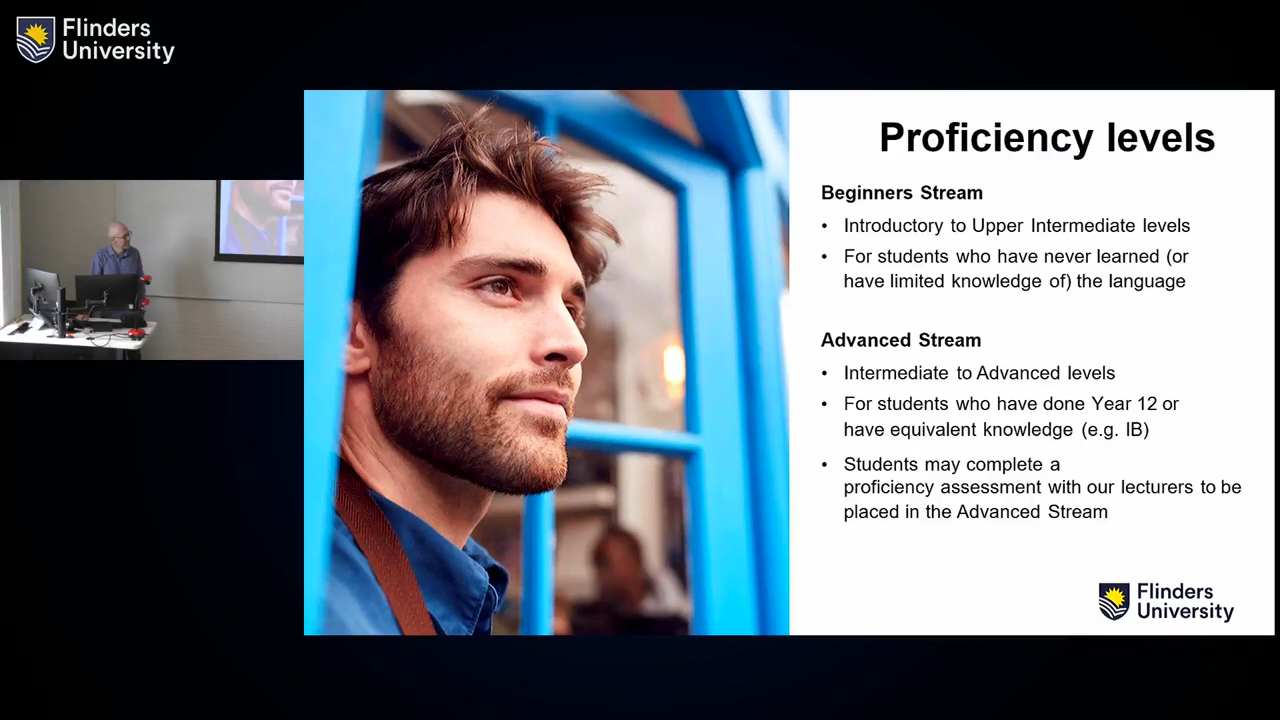 Flinders
University
Proficiency levels
Beginners Stream
• Introductory to Upper Intermediate levels
• For students who have never learned (or
have limited knowledge of) the language
Advanced Stream
• Intermediate to Advanced levels
• For students who have done Year 12 or
have equivalent knowledge (e.g. IB)
• Students may complete a
proficiency assessment with our lecturers to be
placed in the Advanced Stream
Flinders
University